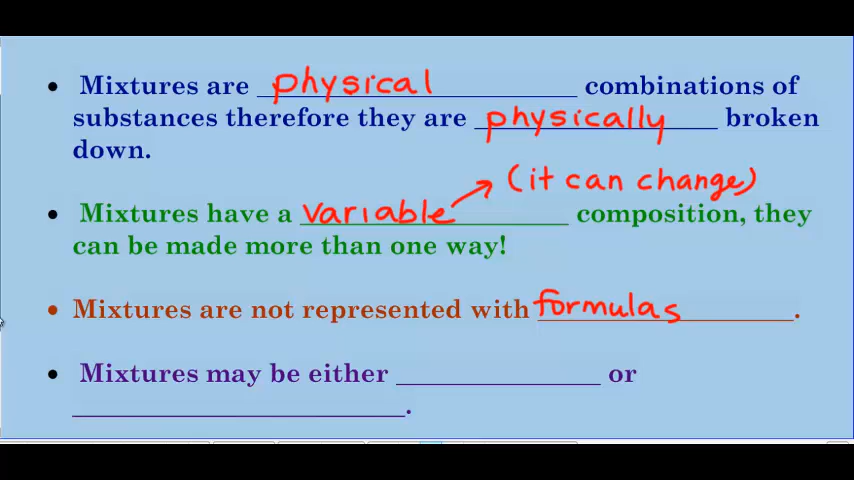 • Mixtures are physical combinations of
substances therefore they are physically broken
down.
(it can change)
• Mixtures have a variable composition, they
can be made more than one way!
• Mixtures are not represented with formulas.
• Mixtures may be either ____________ or
____________________.